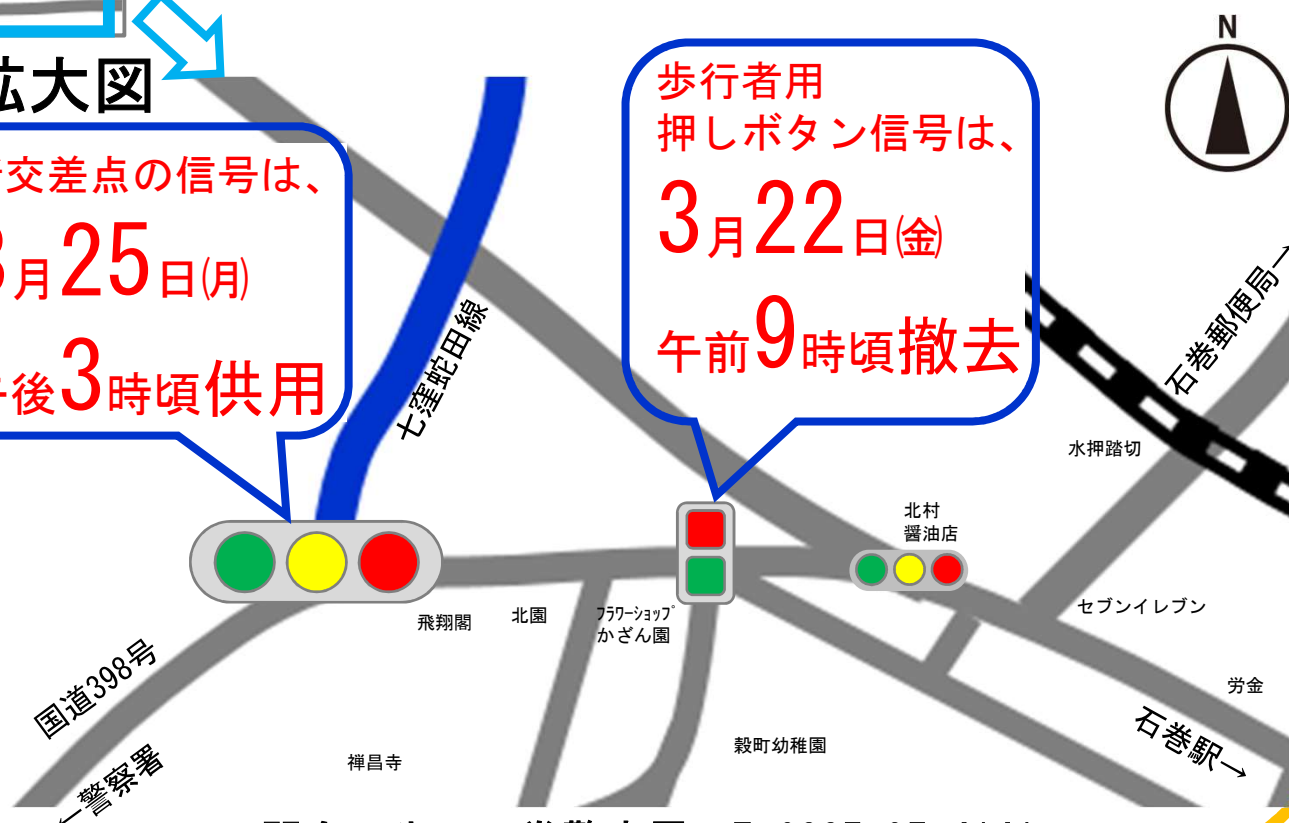 N
拡大図
交差点の信号は、
3月25日㈪
午後3時頃供用
歩行者用
押しボタン信号は、
3月22日㈮
午前9時頃撤去
七窪蛇田線
石巻郵便局→
水押踏切
北村
醤油店
セブンイレブン
飛翔閣
北園
ﾌﾗﾜｰｼｮｯﾌﾟ
かざん園
国道398号
労金
石巻駅→
穀町幼稚園
禅昌寺
←警察署